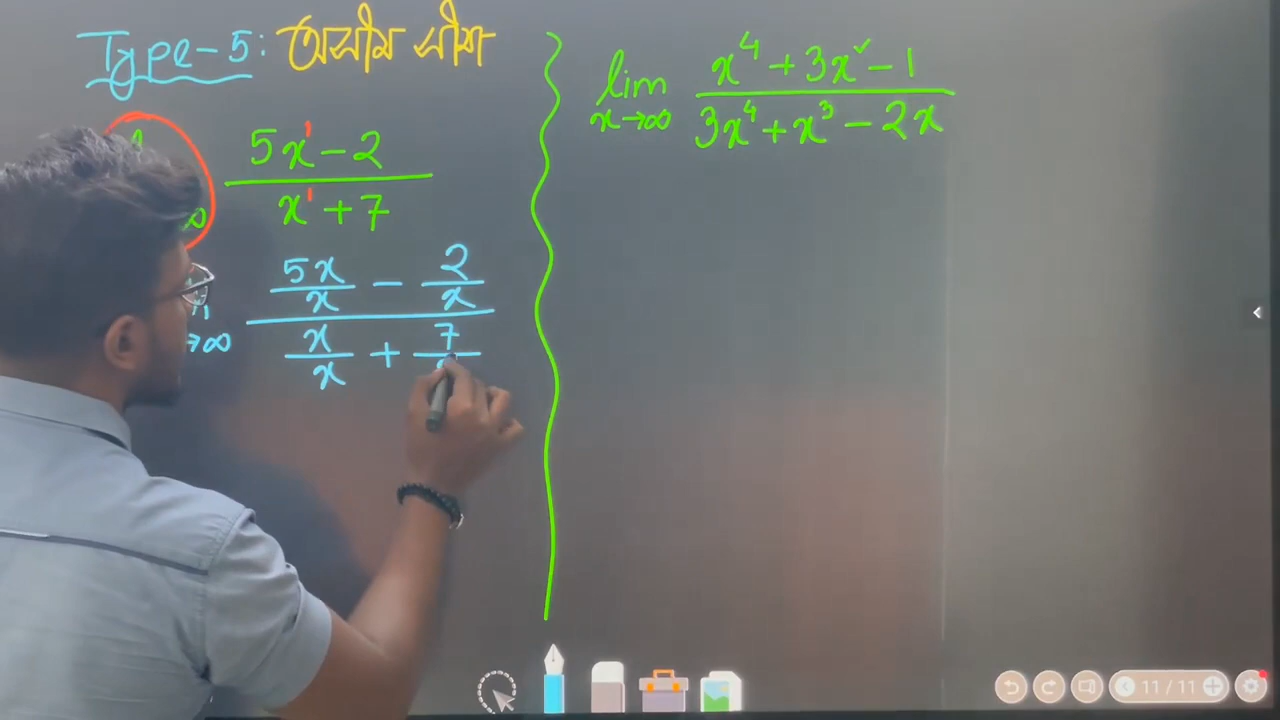 Type-5: অসীম সীমা
5x¹ - 2
x¹ + 7
5x/x - 2/x
→∞ x/x + 7
lim x→∞ x⁴ + 3x² - 1
3x⁴ + x³ - 2x
11/11